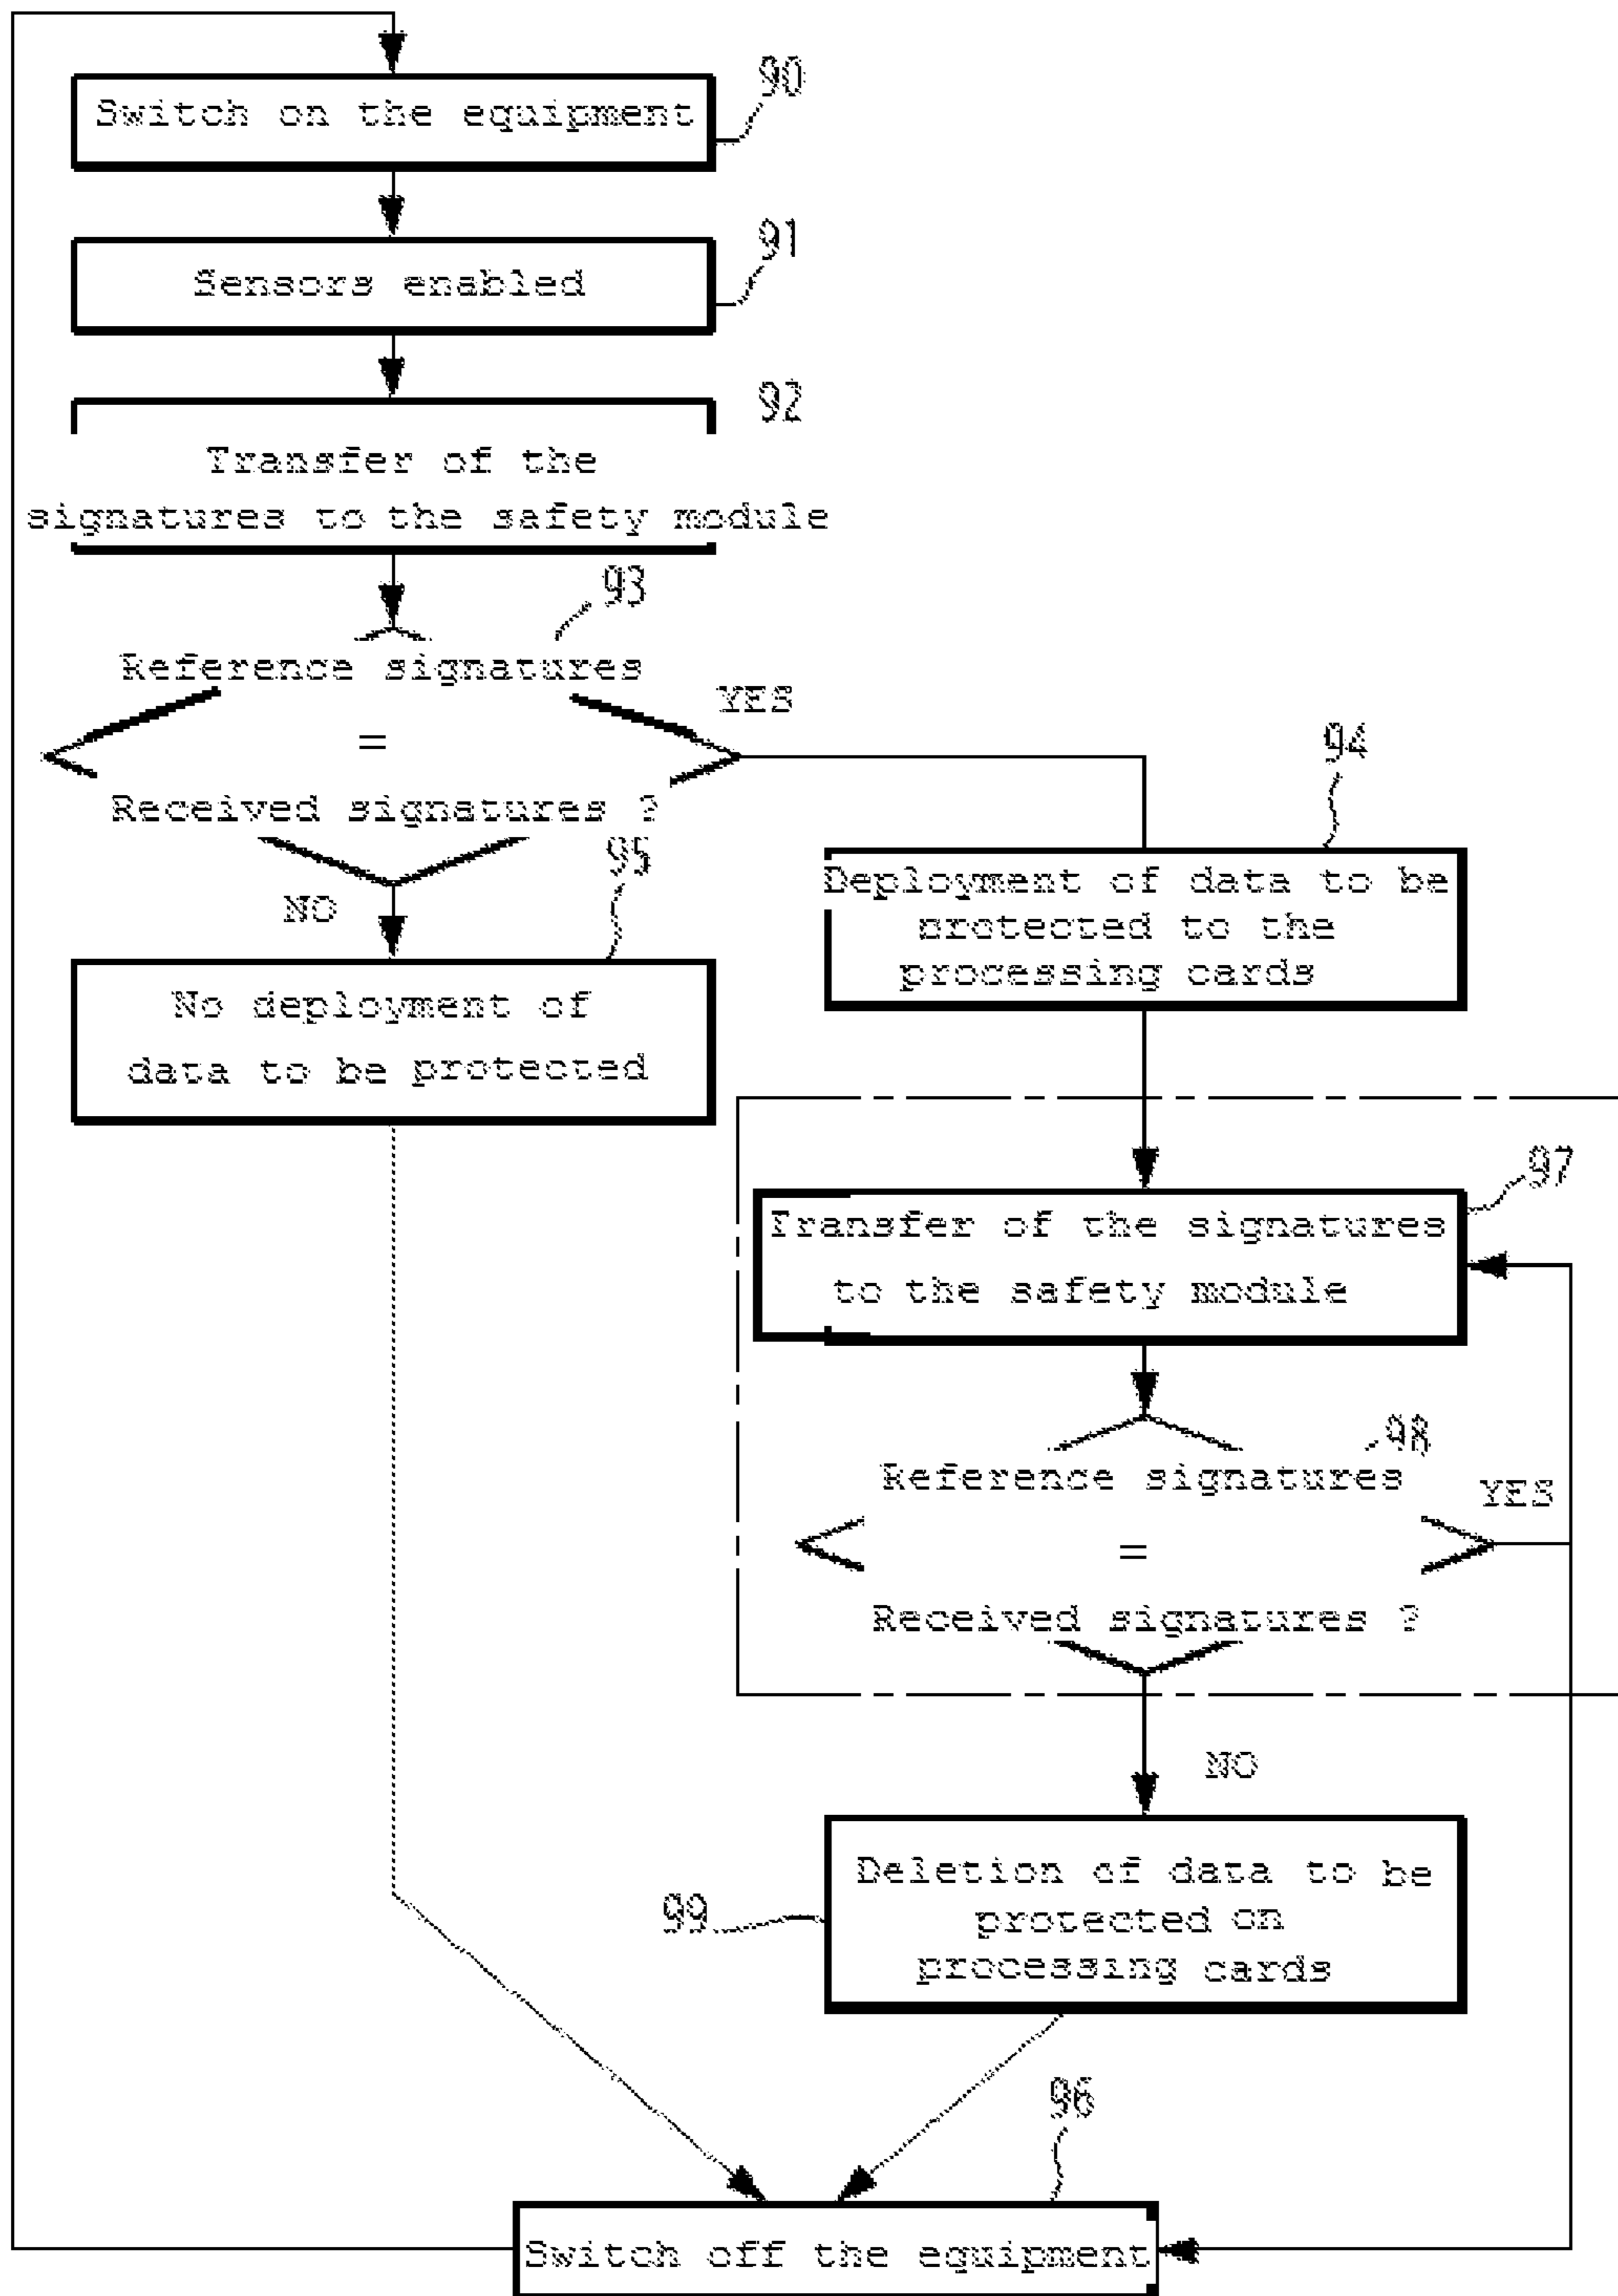 90
Switch on the equipment
91
Sensors enabled
92
Transfer of the
signatures to the safety module
93
Reference signatures
YES
=
Received signatures ?
94
95
NO
Deployment of data to be
protected to the
processing cards
No deployment of
data to be protected
97
Transfer of the signatures
to the safety module
98
Reference signatures
YES
=
Received signatures ?
NO
Deletion of data to be
protected on
processing cards
99
96
Switch off the equipment